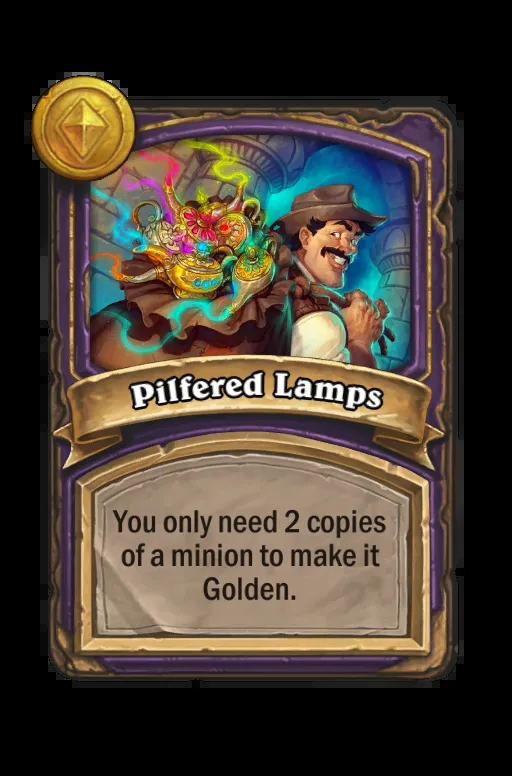 Pilfered Lamps
You only need 2 copies
of a minion to make it
Golden.